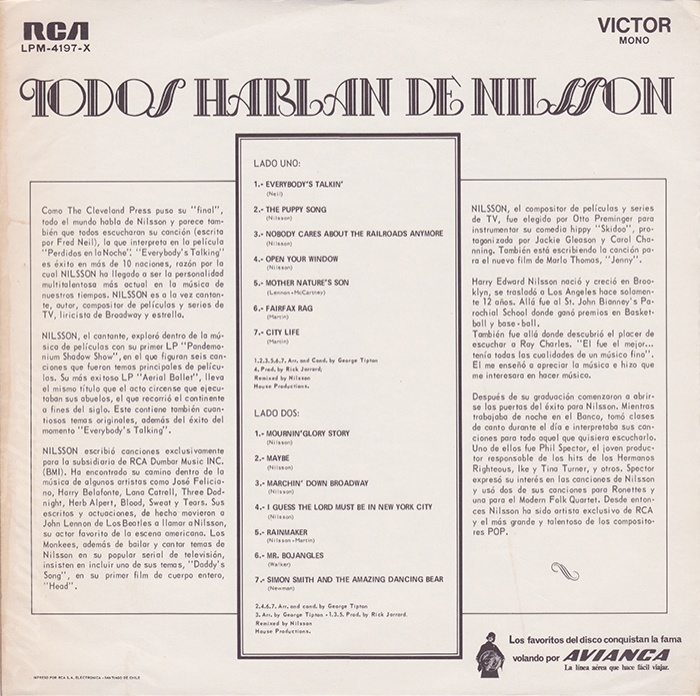 RCA
LPM-4197-X
VICTOR
MONO
TODOS HABLAN DE NILSSON
Como The Cleveland Press puso su "final",
todo el mundo habla de Nilsson y parece tam-
bién que todos escucharan su canción (escrita
por Fred Neil), la que interpreta en la película
"Perdidos en la Noche". "Everybody's Talking"
es éxito en más de 10 naciones, razón por la
cual NILSSON ha llegado a ser la personalidad
multitalentosa más actual en la música de
nuestros tiempos. NILSSON es a la vez cantan-
te, autor, compositor de películas y series de
TV, liricista de Broadway y estrella.
NILSSON, el cantante, exploró dentro de la mú-
sica de películas con su primer LP "Pandemo-
nium Shadow Show", en el que figuran seis can-
ciones que fueron temas principales de pelícu-
las. Su más exitoso LP "Aerial Ballet", lleva
el mismo título que el acto circense que ejecu-
taban sus abuelos, el que recorrió el continente
a fines del siglo. Este contiene también cuan-
tiosos temas originales, además del éxito del
momento "Everybody's Talking".
NILSSON escribió canciones exclusivamente
para la subsidiaria de RCA Dumbar Music INC.
(BMI). Ha encontrado su camino dentro de la
música de algunos artistas como José Felicia-
no, Harry Belafonte, Lana Catrell, Three Dod-
night, Herb Alpert, Blood, Sweat y Tears. Sus
escritos y actuaciones, de hecho movieron a
John Lennon de Los Beatles a llamar a Nilsson,
su actor favorito de la escena americana. Los
Monkees, además de bailar y cantar temas de
Nilsson en su popular serial de televisión,
insisten en incluir uno de sus temas, "Daddy's
Song", en su primer film de cuerpo entero,
"Head".
LADO UNO:
1.- EVERYBODY'S TALKIN'
(Neil)
2.- THE PUPPY SONG
(Nilsson)
3.- NOBODY CARES ABOUT THE RAILROADS ANYMORE
(Nilsson)
4.- OPEN YOUR WINDOW
(Nilsson)
5.- MOTHER NATURE'S SON
(Lennon - McCartney)
6.- FAIRFAX RAG
(Martin)
7.- CITY LIFE
(Martin)
1.2.3.5.6.7. Arr. and Cond. by George Tipton
4. Prod. by Rick Jarrard;
Remixed by Nilsson
House Productions.
LADO DOS:
1.- MOURNIN'GLORY STORY
(Nilsson)
2.- MAYBE
(Nilsson)
3.- MARCHIN' DOWN BROADWAY
(Nilsson)
4.- I GUESS THE LORD MUST BE IN NEW YORK CITY
(Nilsson)
5.- RAINMAKER
(Nilsson - Martin)
6.- MR. BOJANGLES
(Walker)
7.- SIMON SMITH AND THE AMAZING DANCING BEAR
(Newman)
2.4.6.7. Arr. and cond. by George Tipton
3. Arr. by George Tipton - 1.3.5. Prod. by Rick Jarrard.
Remixed by Nilsson
House Productions.
NILSSON, el compositor de películas y series
de TV, fue elegido por Otto Preminger para
instrumentar su comedia hippy "Skidoo", pro-
tagonizada por Jackie Gleason y Carol Chan-
ning. También está escribiendo la canción pa-
ra el nuevo film de Marlo Thomas, "Jenny".
Harry Edward Nilsson nació y creció en Broo-
klyn, se trasladó a Los Angeles hace solamen-
te 12 años. Allá fue al St. John Bianney's Pa-
rochial School donde ganó premios en Basket-
ball y base-ball.
También fue allá donde descubrió el placer de
escuchar a Ray Charles. "El fue el mejor...
tenía todas las cualidades de un músico fino".
El me enseñó a apreciar la música e hizo que
me interesara en hacer música.
Después de su graduación comenzaron a abrir-
se las puertas del éxito para Nilsson. Mientras
trabajaba de noche en el Banco, tomó clases
de canto durante el día e interpretaba sus can-
ciones para todo aquel que quisiera escucharlo.
Uno de ellos fue Phil Spector, el joven produc-
tor responsable de los hits de los Hermanos
Righteous, Ike y Tina Turner, y otros. Spector
expresó su interés en las canciones de Nilsson
y usó dos de sus canciones para Ronettes y
una para el Modern Folk Quartet. Desde enton-
ces Nilsson ha sido artista exclusivo de RCA
y el más grande y talentoso de los composito-
res POP.
Los favoritos del disco conquistan la fama
volando por AVIANCA
La línea aérea que hace fácil viajar.
IMPRESO POR RCA S.A. ELECTRONICA - SANTIAGO DE CHILE